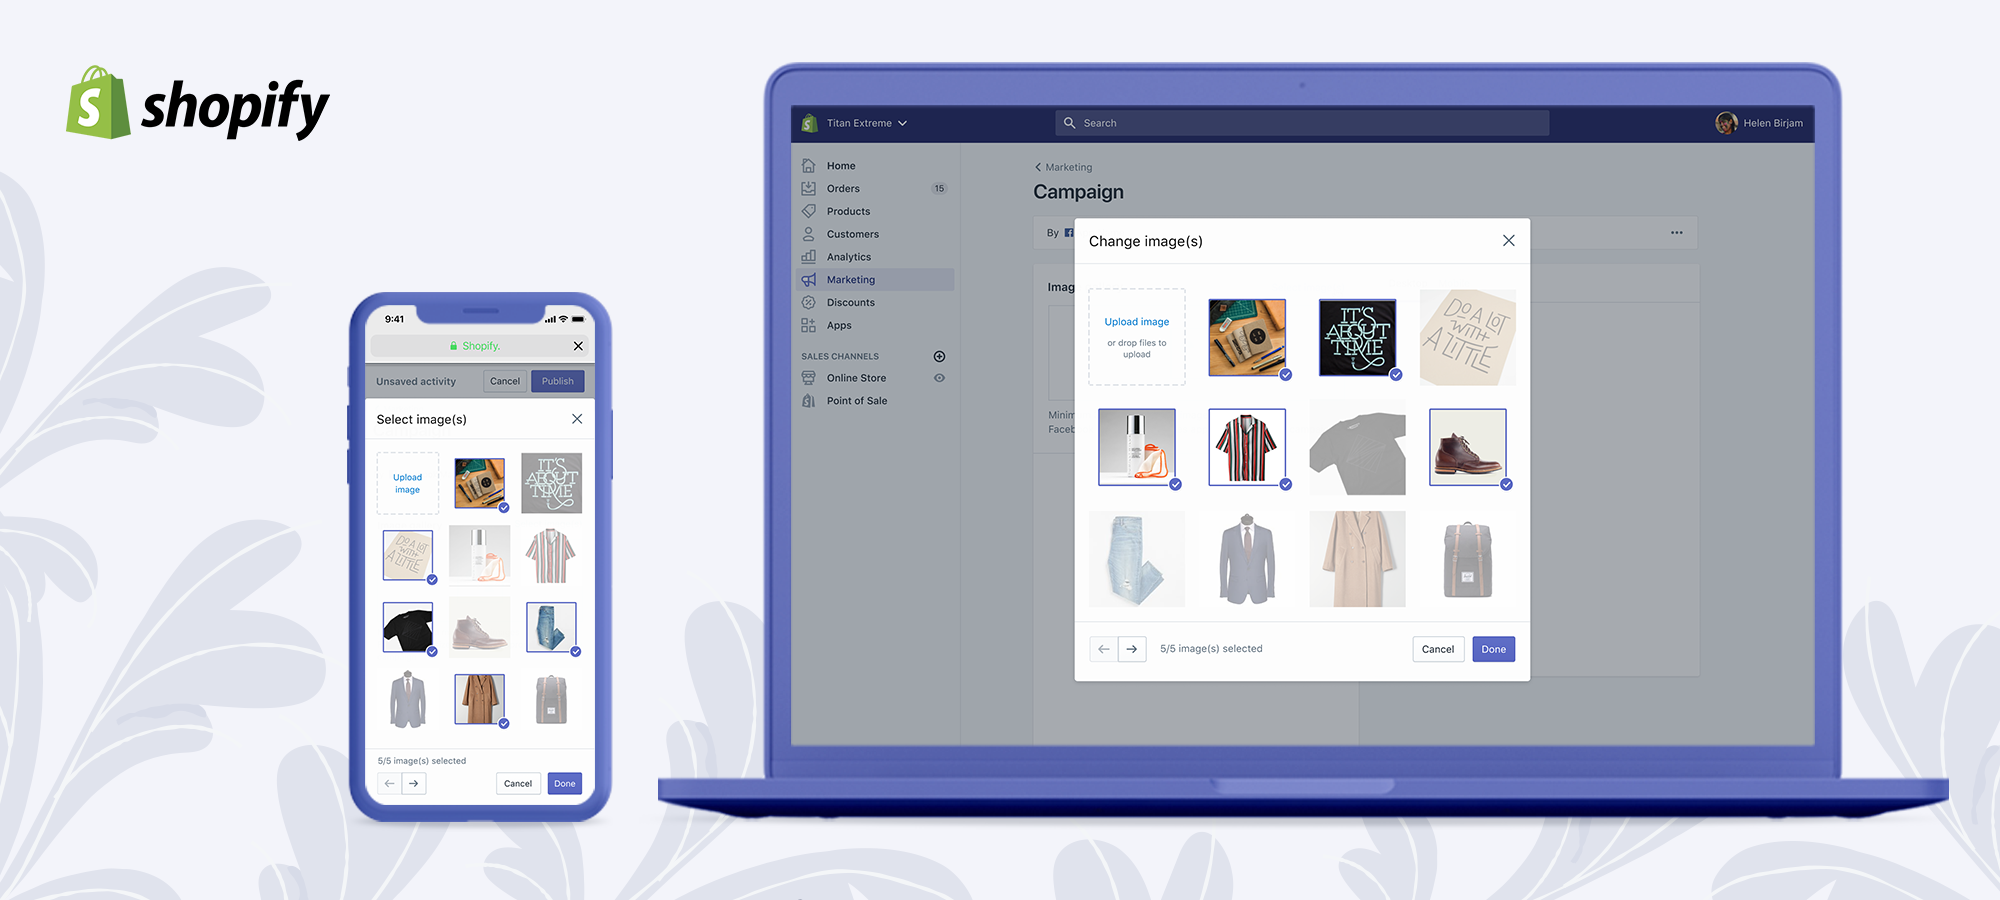 shopify
9:41
Shopify.
Unsaved activity
Cancel
Publish
Select image(s)
Upload
image
IT'S
ABOUT
TIME
DO A LOT
WITH
A LITTLE
5/5 image(s) selected
Cancel
Done
Titan Extreme
Search
Helen Birjam
Home
Orders
15
Products
Customers
Analytics
Marketing
Discounts
Apps
SALES CHANNELS
Online Store
Point of Sale
Marketing
Campaign
By
Imag
Minim
Faceb
Change image(s)
Upload image
or drop files to
upload
IT'S
ABOUT
TIME
DO A LOT
WITH
A LITTLE
5/5 image(s) selected
Cancel
Done